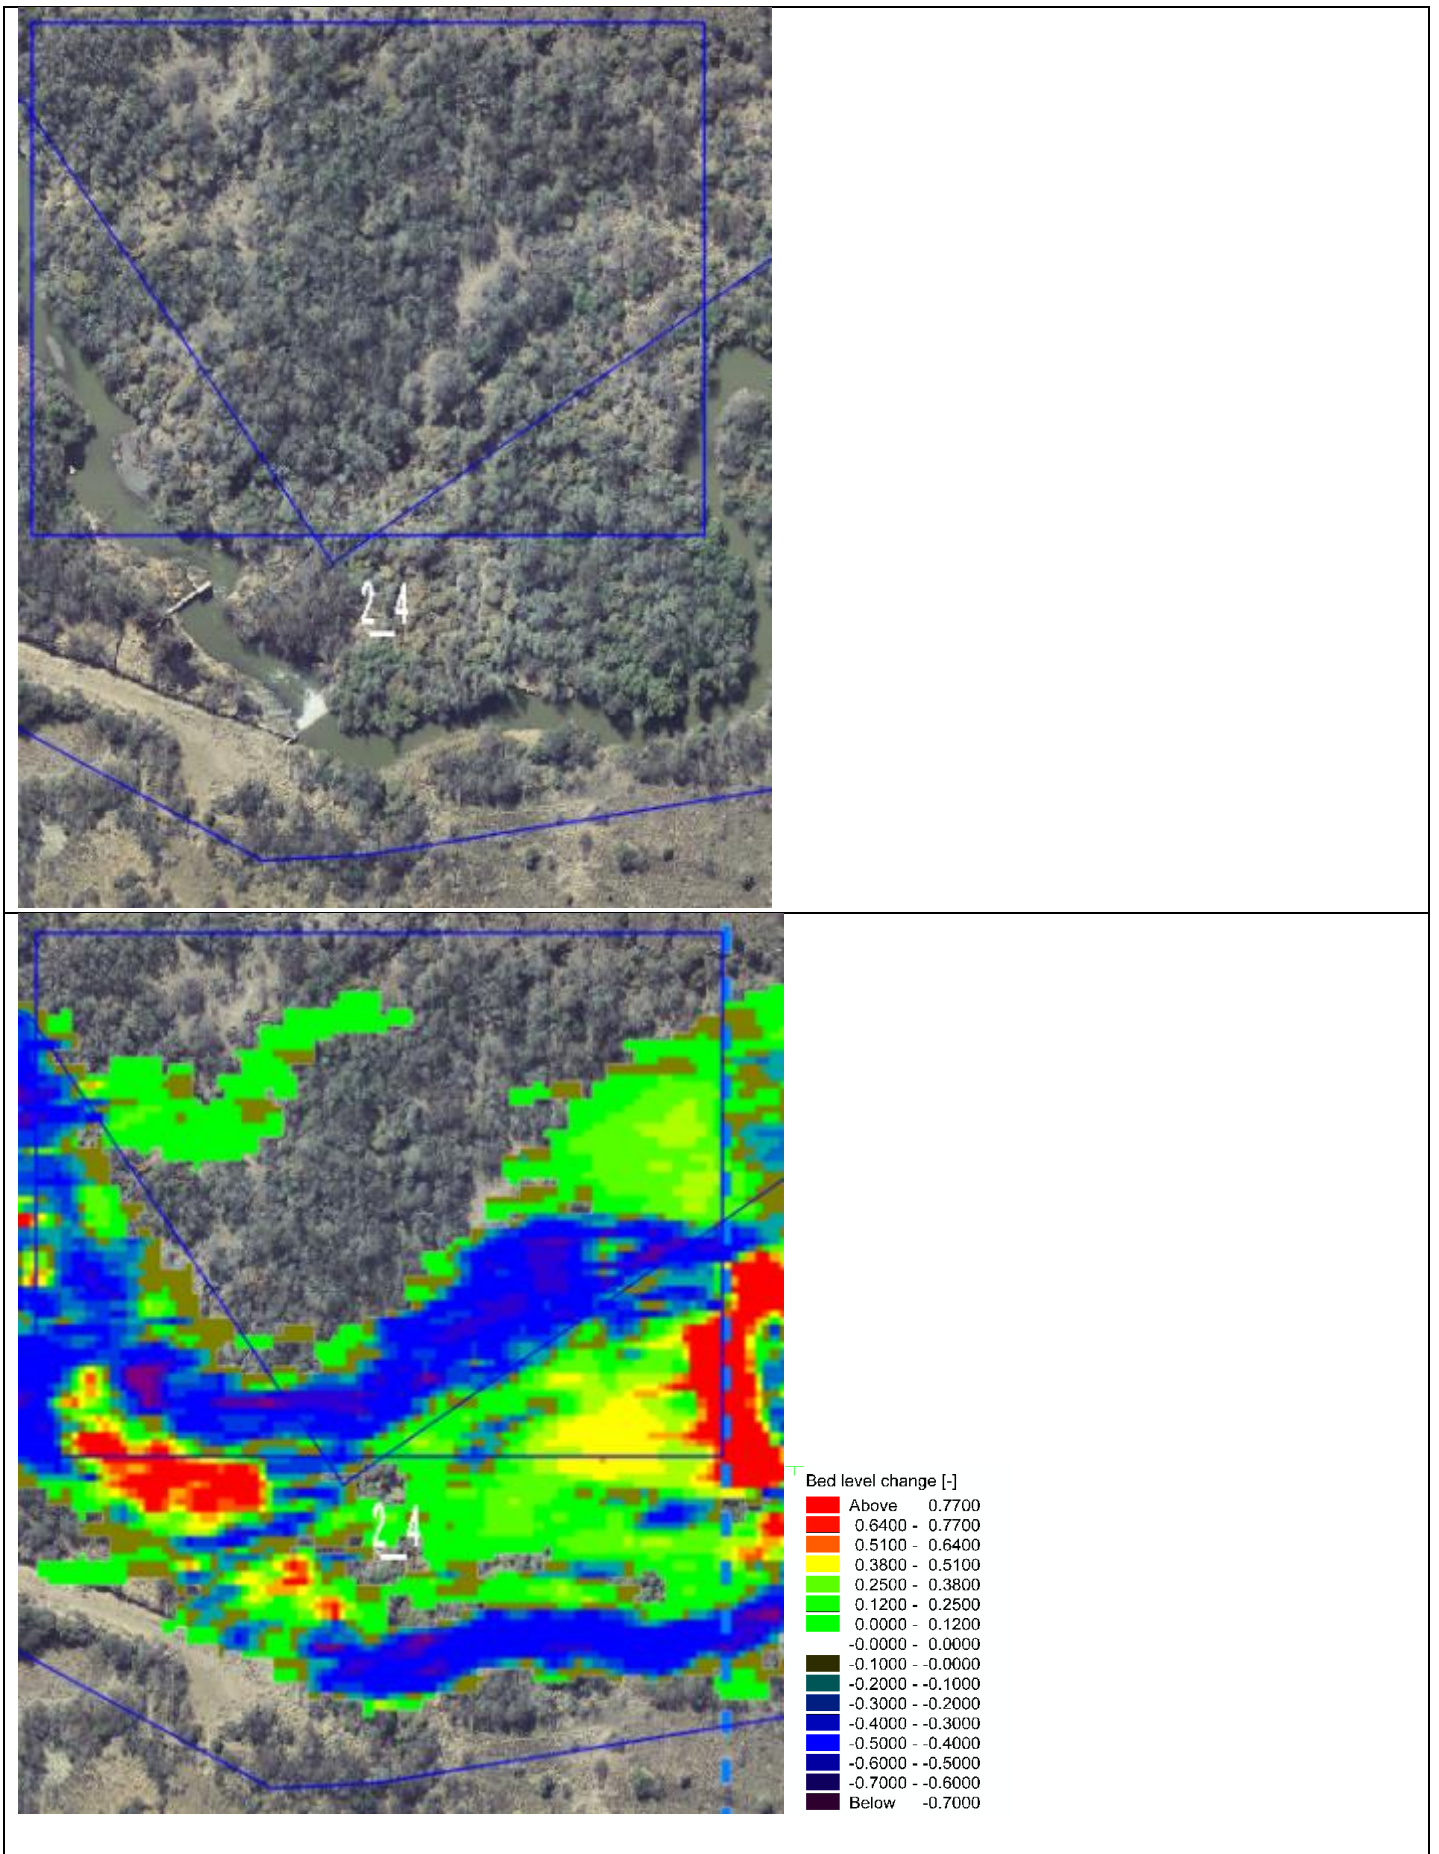 2_4
2_4
Bed level change [-]
Above 0.7700
0.6400 - 0.7700
0.5100 - 0.6400
0.3800 - 0.5100
0.2500 - 0.3800
0.1200 - 0.2500
0.0000 - 0.1200
-0.0000 - 0.0000
-0.1000 - -0.0000
-0.2000 - -0.1000
-0.3000 - -0.2000
-0.4000 - -0.3000
-0.5000 - -0.4000
-0.6000 - -0.5000
-0.7000 - -0.6000
Below -0.7000